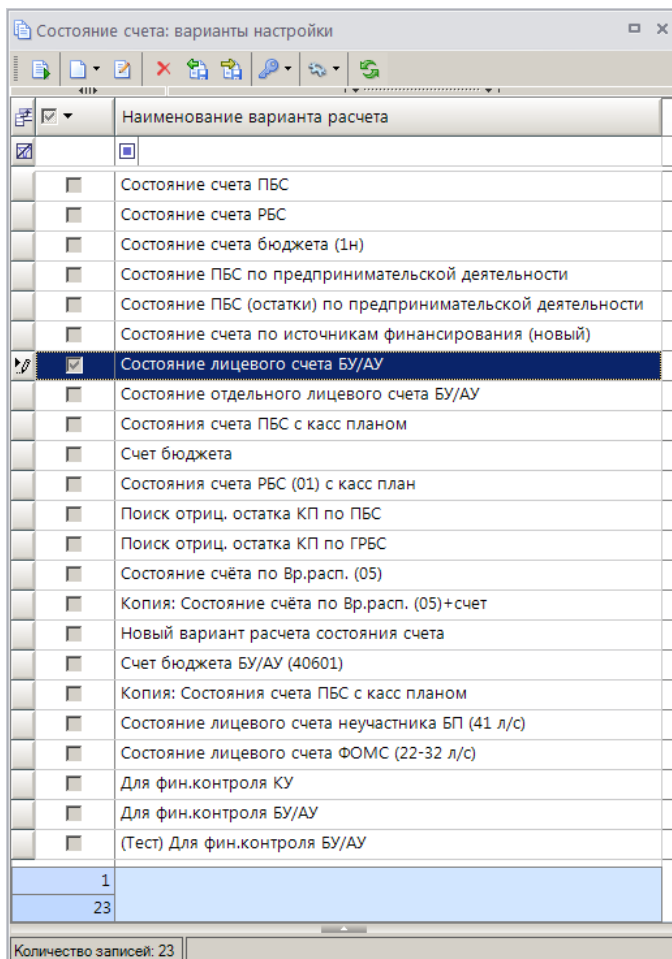 Состояние счета: варианты настройки
Наименование варианта расчета
Состояние счета ПБС
Состояние счета РБС
Состояние счета бюджета (1н)
Состояние ПБС по предпринимательской деятельности
Состояние ПБС (остатки) по предпринимательской деятельности
Состояние счета по источникам финансирования (новый)
Состояние лицевого счета БУ/АУ
Состояние отдельного лицевого счета БУ/АУ
Состояния счета ПБС с касс планом
Счет бюджета
Состояния счета РБС (01) с касс план
Поиск отриц. остатка КП по ПБС
Поиск отриц. остатка КП по ГРБС
Состояние счёта по Вр.расп. (05)
Копия: Состояние счёта по Вр.расп. (05)+счет
Новый вариант расчета состояния счета
Счет бюджета БУ/АУ (40601)
Копия: Состояния счета ПБС с касс планом
Состояние лицевого счета неучастника БП (41 л/с)
Состояние лицевого счета ФОМС (22-32 л/с)
Для фин.контроля КУ
Для фин.контроля БУ/АУ
(Тест) Для фин.контроля БУ/АУ
1
23
Количество записей: 23